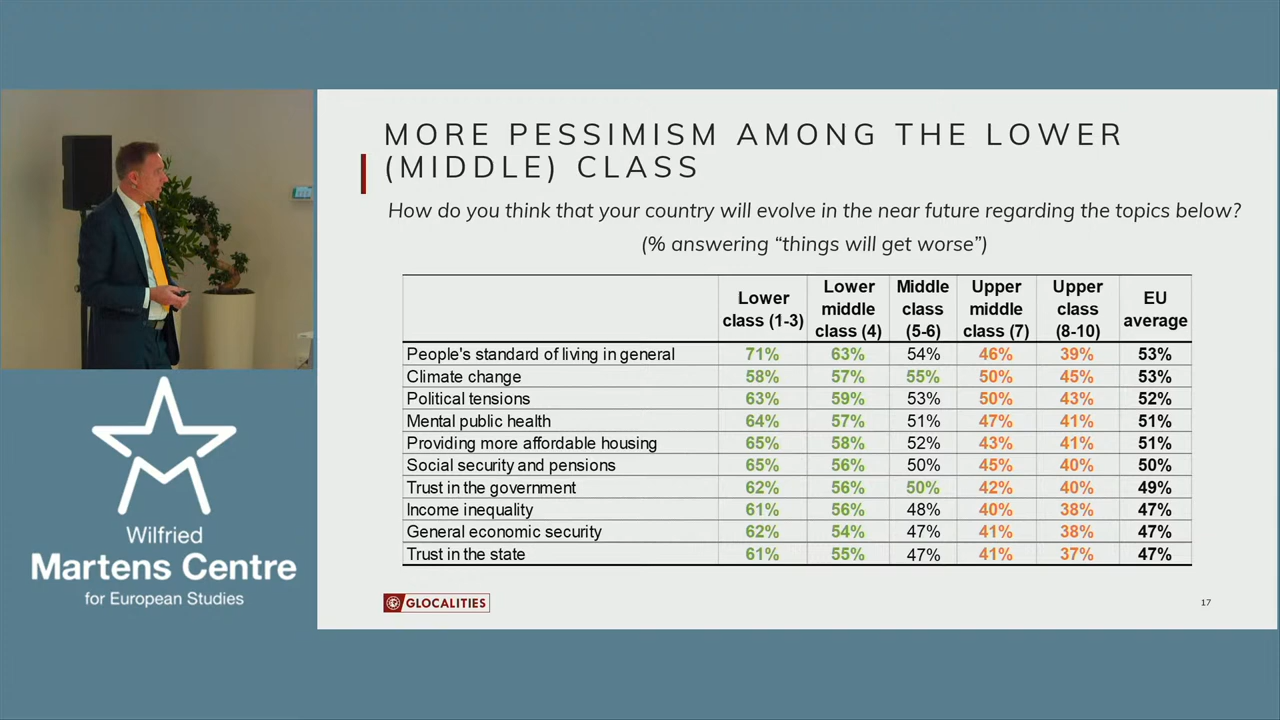 MORE PESSIMISM AMONG THE LOWER
(MIDDLE) CLASS
How do you think that your country will evolve in the near future regarding the topics below?
(% answering “things will get worse”)
Lower class (1-3) Lower middle class (4) Middle class (5-6) Upper middle class (7) Upper class (8-10) EU average
People's standard of living in general 71% 63% 54% 46% 39% 53%
Climate change 58% 57% 55% 50% 45% 53%
Political tensions 63% 59% 53% 50% 43% 52%
Mental public health 64% 57% 51% 47% 41% 51%
Providing more affordable housing 65% 58% 52% 43% 41% 51%
Social security and pensions 65% 56% 50% 45% 40% 50%
Trust in the government 62% 56% 50% 42% 40% 49%
Income inequality 61% 56% 48% 40% 38% 47%
General economic security 62% 54% 47% 41% 38% 47%
Trust in the state 61% 55% 47% 41% 37% 47%
GLOCALITIES
17
Wilfried
Martens Centre
for European Studies